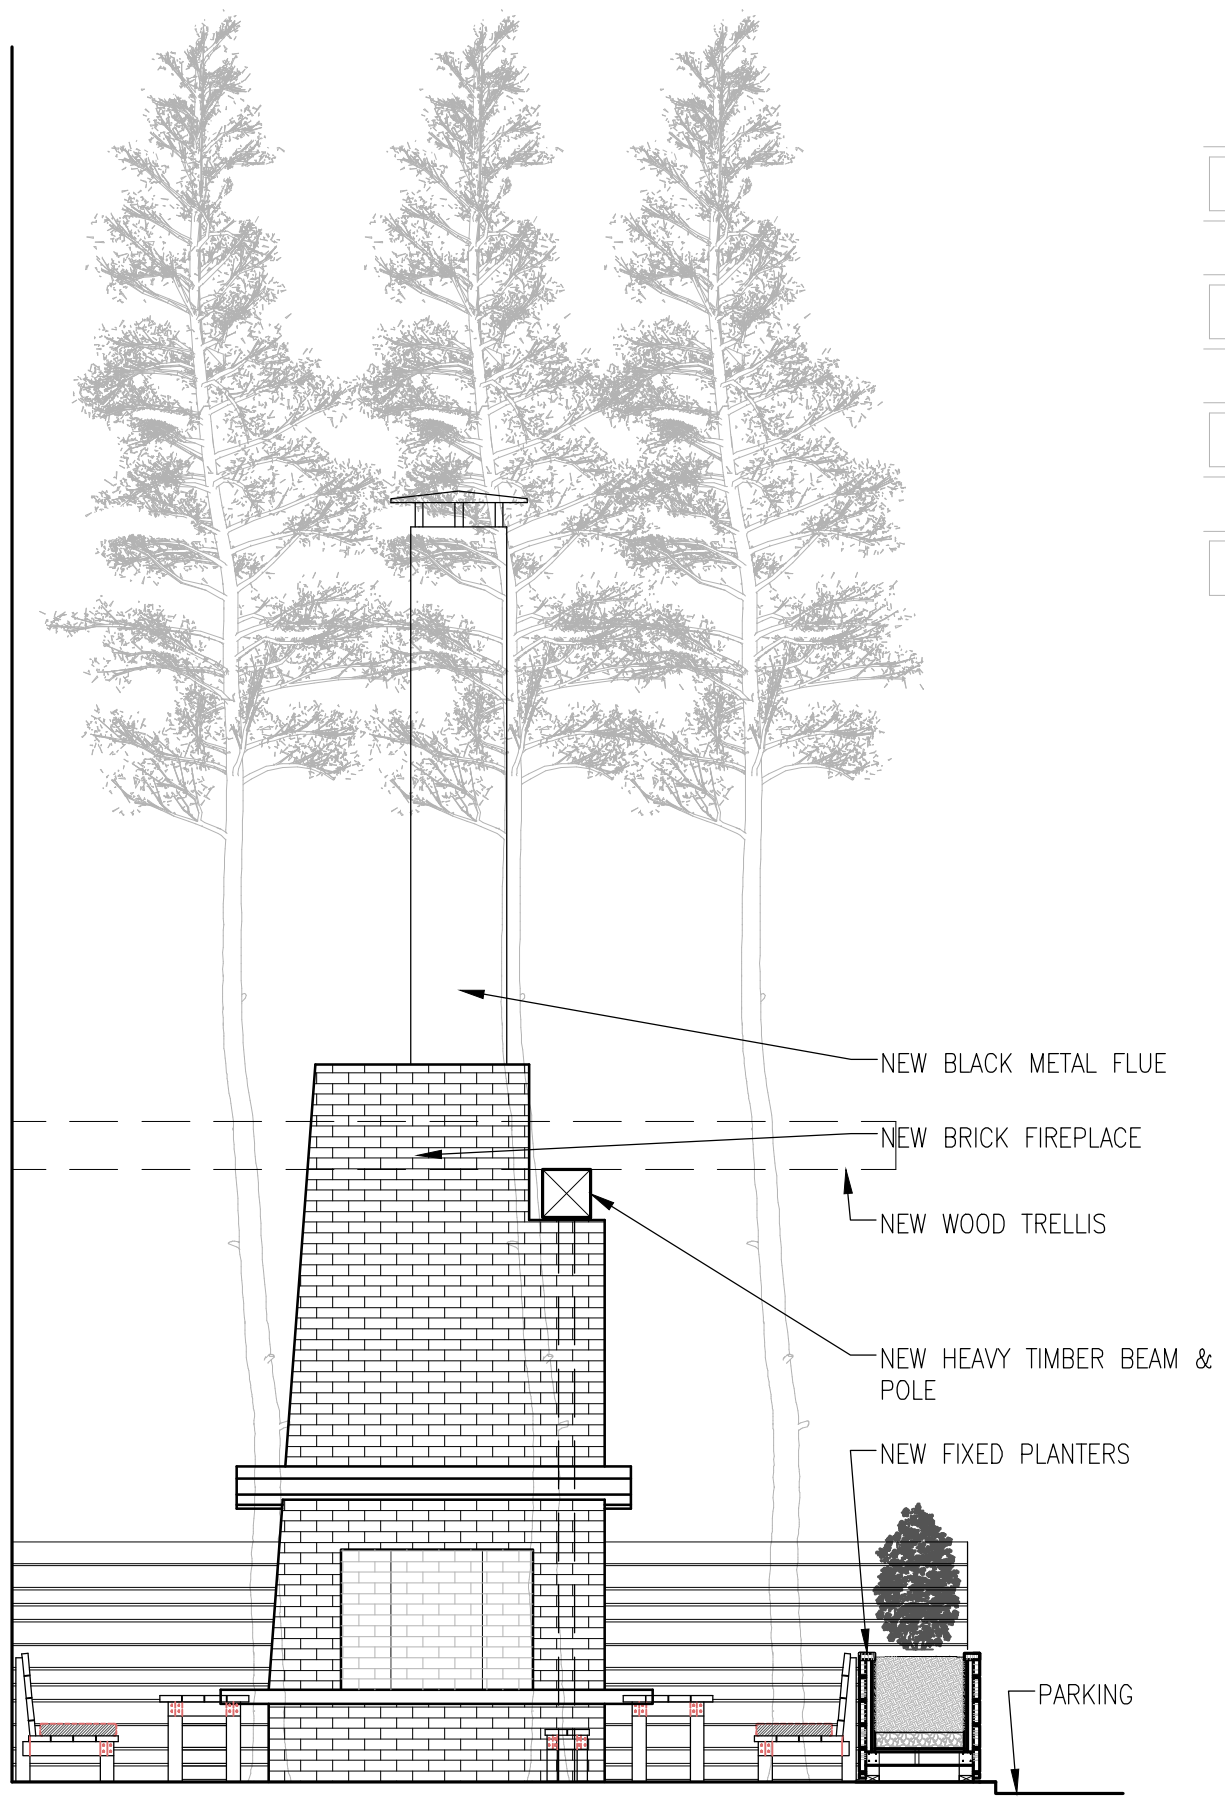 NEW BLACK METAL FLUE
NEW BRICK FIREPLACE
NEW WOOD TRELLIS
NEW HEAVY TIMBER BEAM &
POLE
NEW FIXED PLANTERS
PARKING